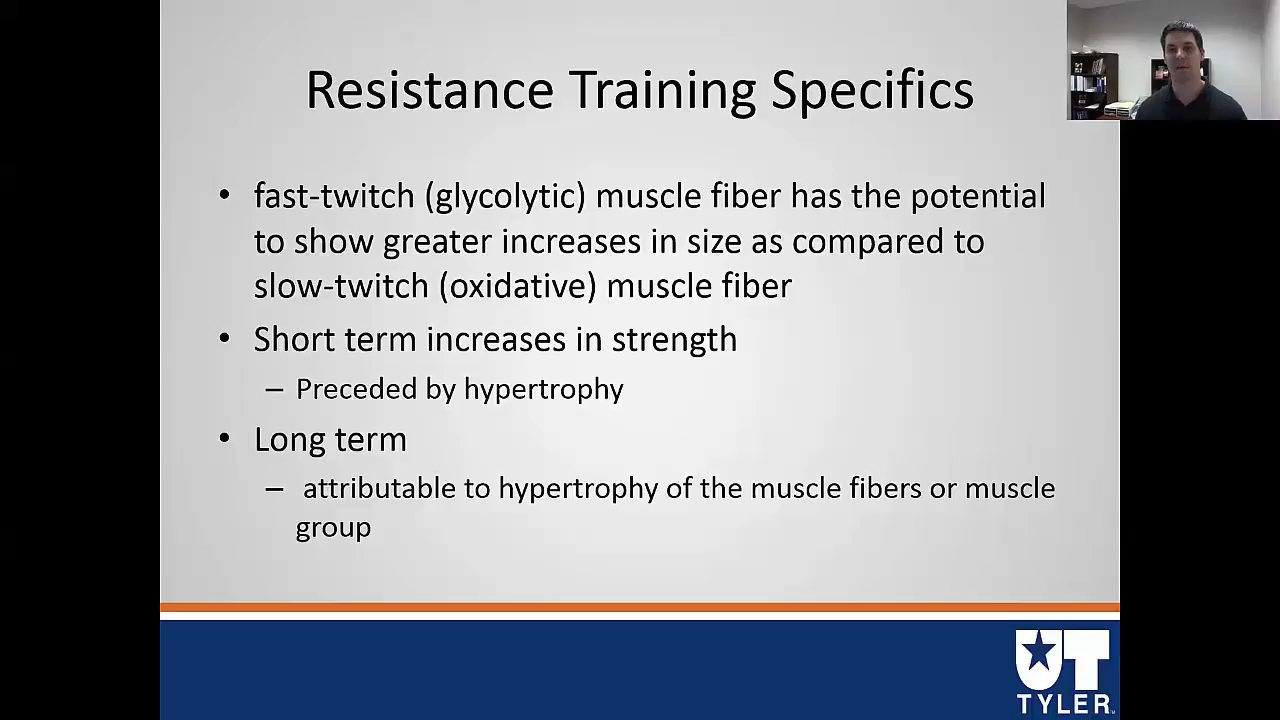 Resistance Training Specifics
• fast-twitch (glycolytic) muscle fiber has the potential
to show greater increases in size as compared to
slow-twitch (oxidative) muscle fiber
• Short term increases in strength
– Preceded by hypertrophy
• Long term
– attributable to hypertrophy of the muscle fibers or muscle
group
UT
TYLER